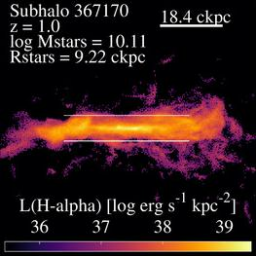 Subhalo 367170
18.4 ckpc
z = 1.0
log Mstars = 10.11
Rstars = 9.22 ckpc
L(H-alpha) [log erg s⁻¹ kpc⁻²]
36 37 38 39